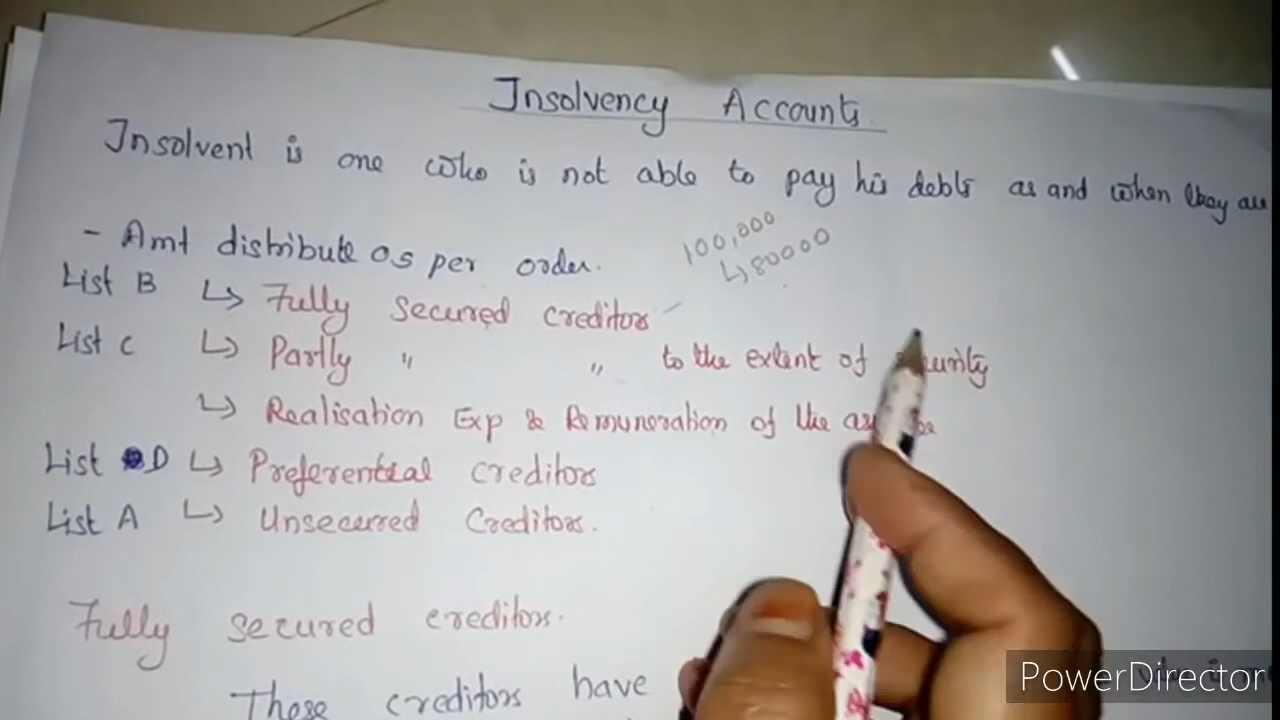 Insolvency Accounts.
Insolvent is one who is not able to pay his debts as and when they are
- Amt distribute as per order.
100,000
↳ 80000
List B ↳ Fully secured creditors
List C ↳ Partly " " to the extent of security
↳ Realisation Exp & Remuneration of the
List D ↳ Preferential creditors
List A ↳ Unsecured Creditors.
Fully secured creditors.
These creditors have
PowerDirector